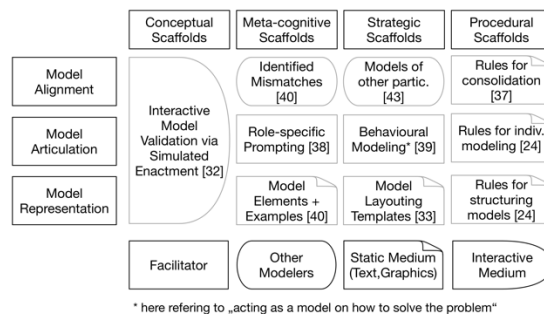 Conceptual Scaffolds
Meta-cognitive Scaffolds
Strategic Scaffolds
Procedural Scaffolds
Model Alignment
Identified Mismatches [40]
Models of other partic. [43]
Rules for consolidation [37]
Interactive Model Validation via Simulated Enactment [32]
Model Articulation
Role-specific Prompting [38]
Behavioural Modeling* [39]
Rules for indiv. modeling [24]
Model Representation
Model Elements + Examples [40]
Model Layouting Templates [33]
Rules for structuring models [24]
Facilitator
Other Modelers
Static Medium (Text,Graphics)
Interactive Medium
* here refering to „acting as a model on how to solve the problem“